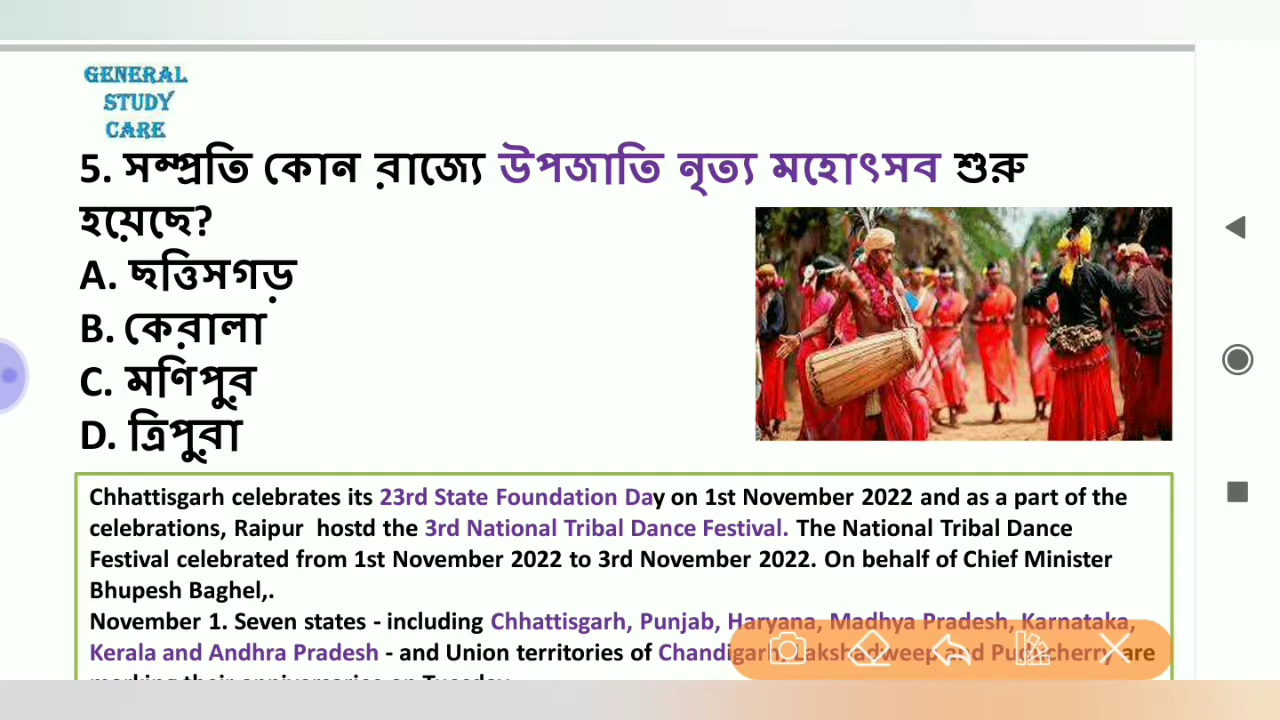 GENERAL
STUDY
CARE
5. সম্প্রতি কোন রাজ্যে উপজাতি নৃত্য মহোৎসব শুরু
হয়েছে?
A. ছত্তিসগড়
B. কেরালা
C. মণিপুর
D. ত্রিপুরা
Chhattisgarh celebrates its 23rd State Foundation Day on 1st November 2022 and as a part of the
celebrations, Raipur hostd the 3rd National Tribal Dance Festival. The National Tribal Dance
Festival celebrated from 1st November 2022 to 3rd November 2022. On behalf of Chief Minister
Bhupesh Baghel,.
November 1. Seven states - including Chhattisgarh, Punjab, Haryana, Madhya Pradesh, Karnataka,
Kerala and Andhra Pradesh - and Union territories of Chandigarh, Lakshadweep and Puducherry are